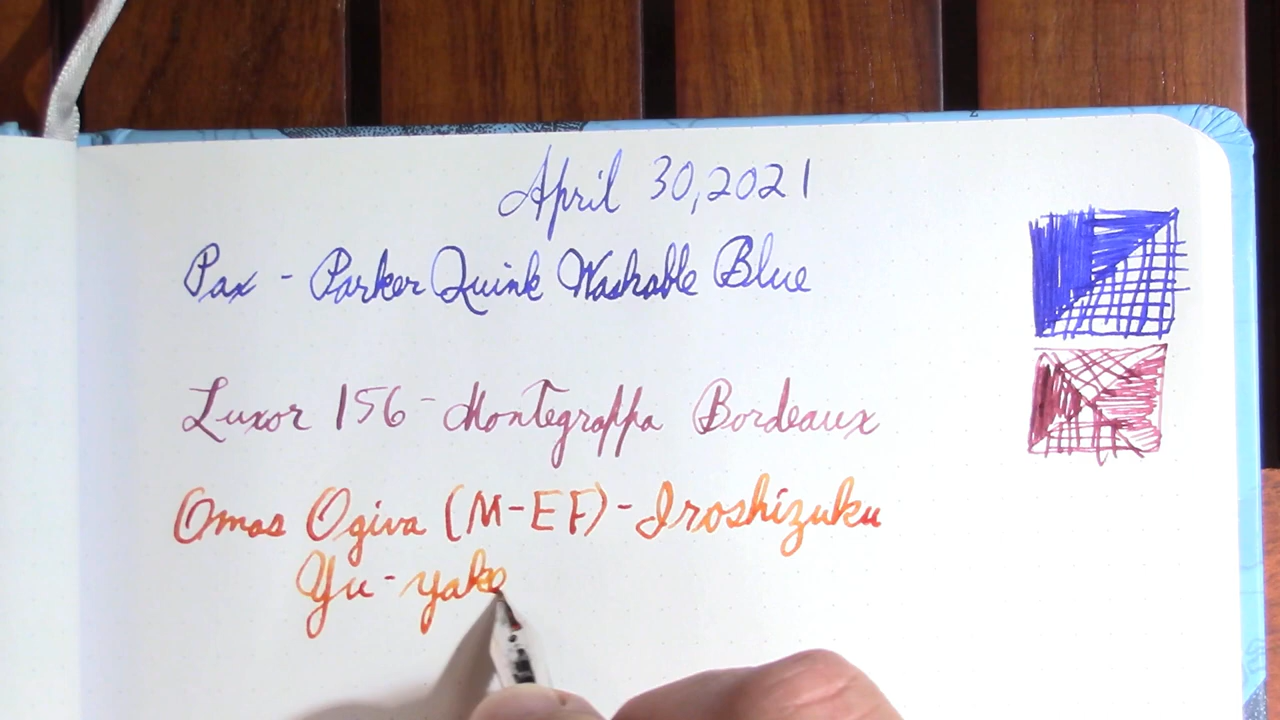 April 30, 2021
Pax - Parker Quink Washable Blue
Luxor 156 - Montegrappa Bordeaux
Omas Ogiva (M-EF) - Iroshizuku
Yu-yake